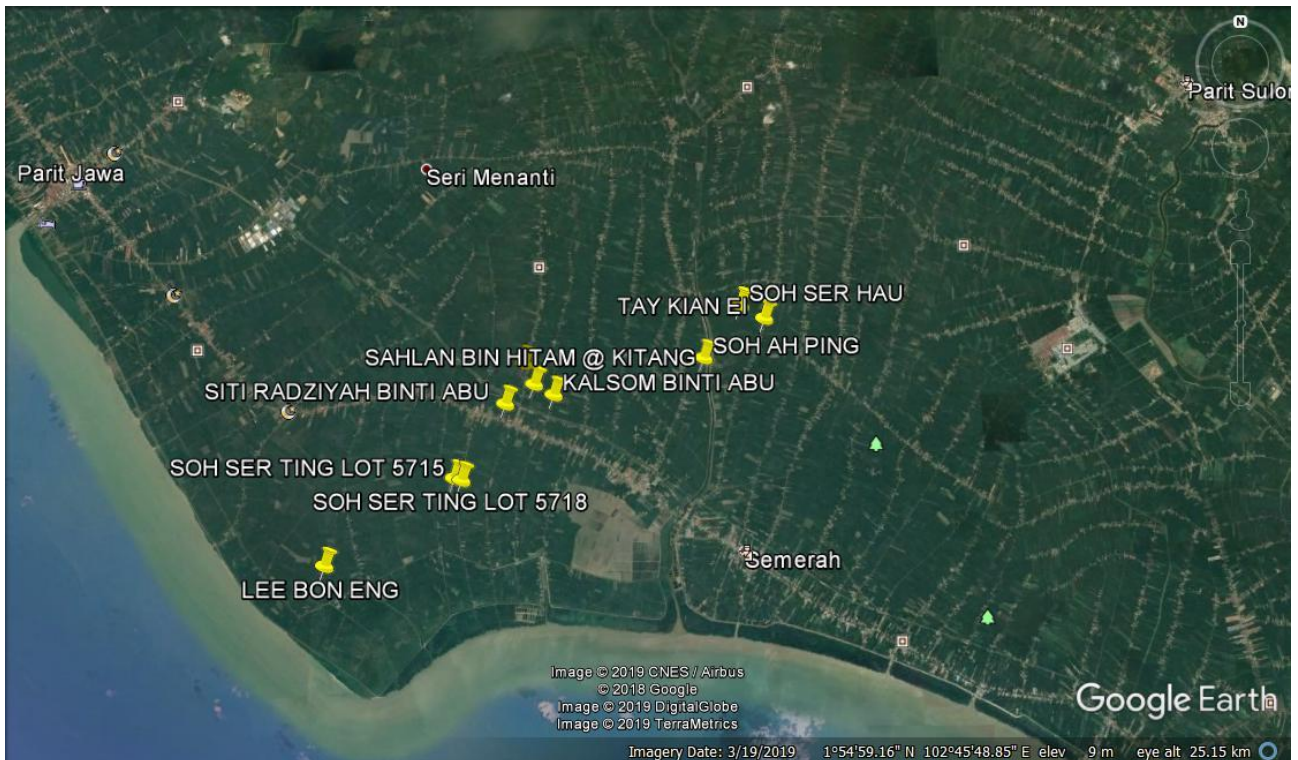 N
Parit Sulon
Parit Jawa
Seri Menanti
SOH SER HAU
TAY KIAN EI
SOH AH PING
SAHLAN BIN HITAM @ KITANG
KALSOM BINTI ABU
SITI RADZIYAH BINTI ABU
SOH SER TING LOT 5715
SOH SER TING LOT 5718
Semerah
LEE BON ENG
Image © 2019 CNES / Airbus
© 2018 Google
Image © 2019 DigitalGlobe
Image © 2019 TerraMetrics
Google Earth
Imagery Date: 3/19/2019 1°54'59.16" N 102°45'48.85" E elev 9 m eye alt 25.15 km